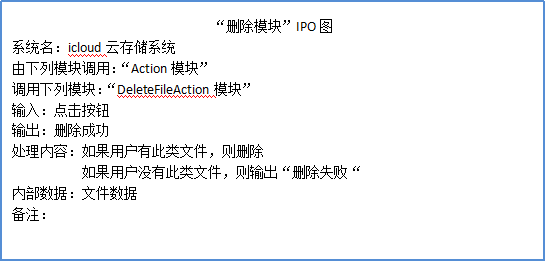 “删除模块”IPO 图
系统名：icloud 云存储系统
由下列模块调用：“Action 模块”
调用下列模块：“DeleteFileAction 模块”
输入：点击按钮
输出：删除成功
处理内容：如果用户有此类文件，则删除
如果用户没有此类文件，则输出“删除失败“
内部数据：文件数据
备注：